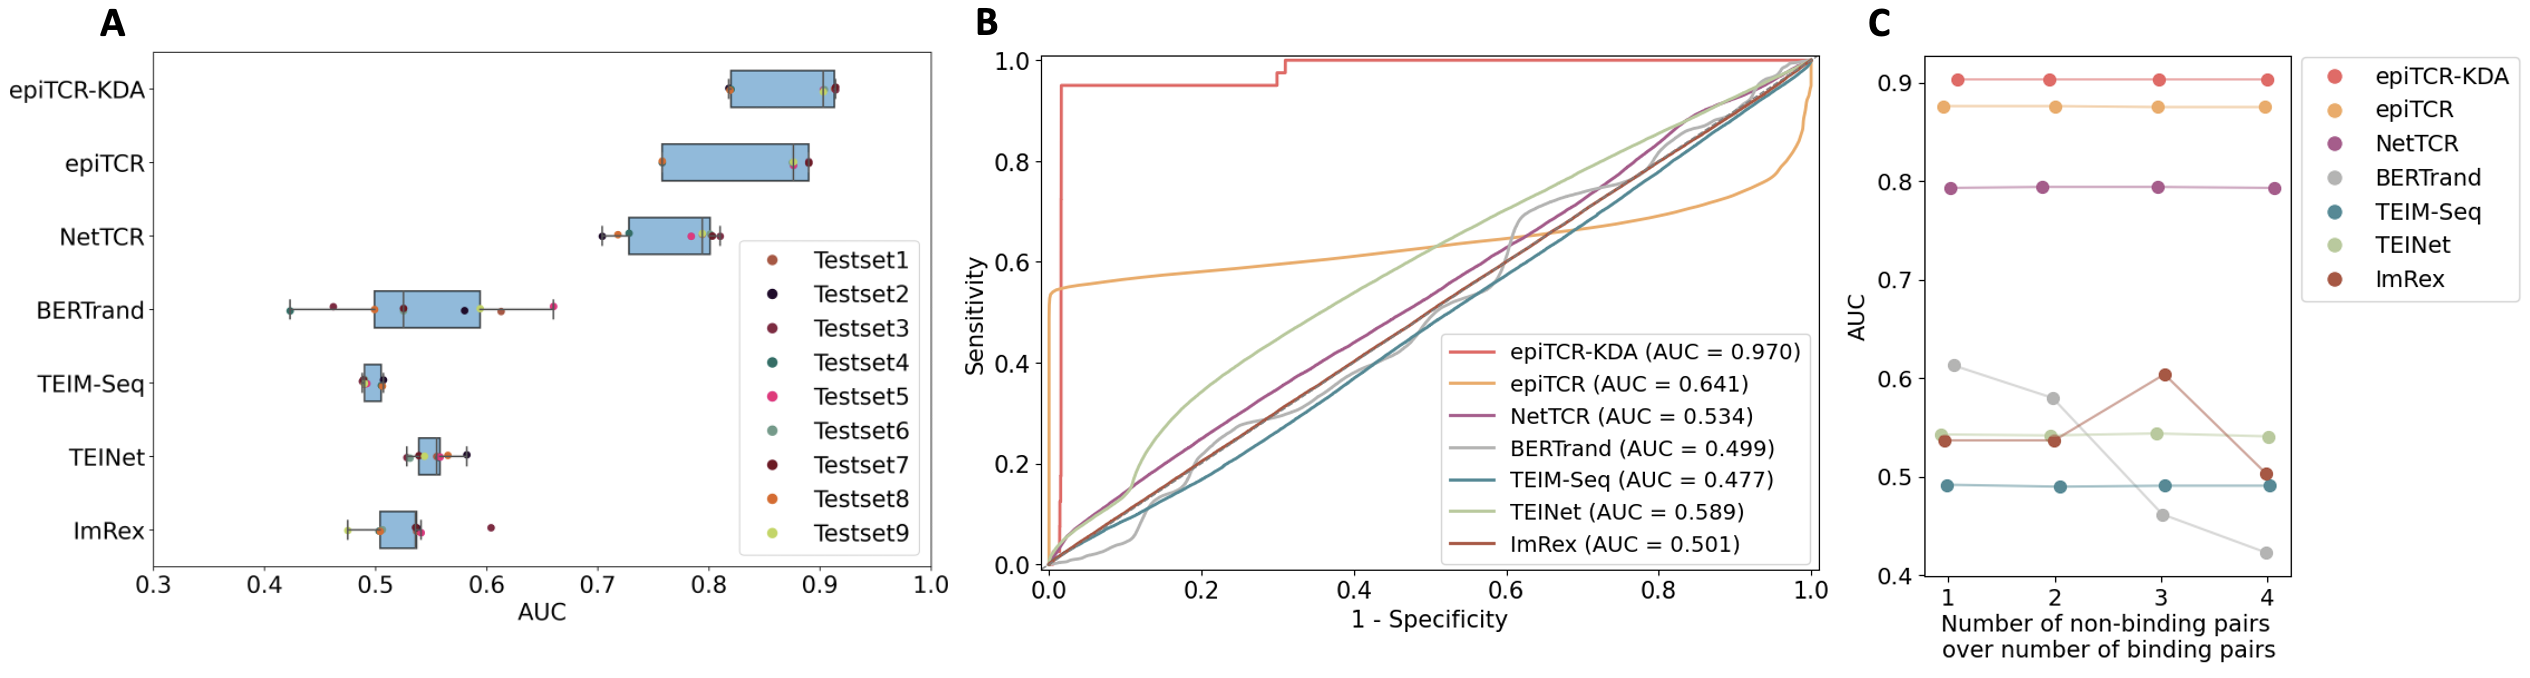 A
epiTCR-KDA
epiTCR
NetTCR
BERTrand
TEIM-Seq
TEINet
ImRex
Testset1
Testset2
Testset3
Testset4
Testset5
Testset6
Testset7
Testset8
Testset9
0.3 0.4 0.5 0.6 0.7 0.8 0.9 1.0
AUC
B
Sensitivity
1.0
0.8
0.6
0.4
0.2
0.0
epiTCR-KDA (AUC = 0.970)
epiTCR (AUC = 0.641)
NetTCR (AUC = 0.534)
BERTrand (AUC = 0.499)
TEIM-Seq (AUC = 0.477)
TEINet (AUC = 0.589)
ImRex (AUC = 0.501)
0.0 0.2 0.4 0.6 0.8 1.0
1 - Specificity
C
AUC
0.9
0.8
0.7
0.6
0.5
0.4
1 2 3 4
Number of non-binding pairs
over number of binding pairs
epiTCR-KDA
epiTCR
NetTCR
BERTrand
TEIM-Seq
TEINet
ImRex